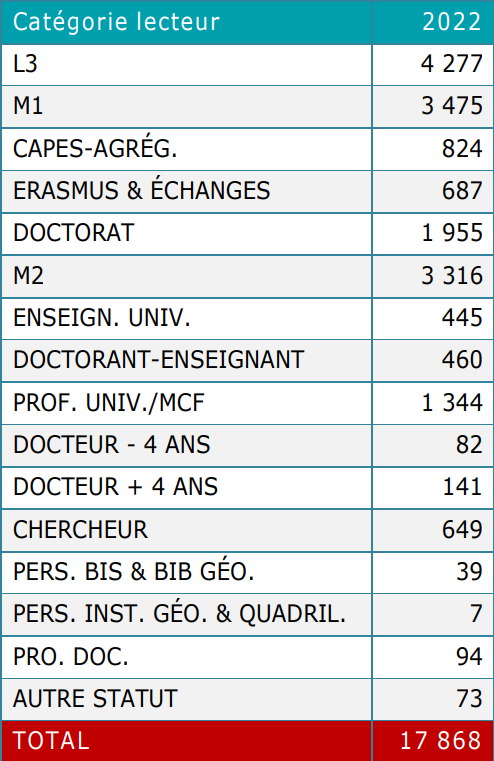 Catégorie lecteur 2022
L3 4 277
M1 3 475
CAPES-AGRÉG. 824
ERASMUS & ÉCHANGES 687
DOCTORAT 1 955
M2 3 316
ENSEIGN. UNIV. 445
DOCTORANT-ENSEIGNANT 460
PROF. UNIV./MCF 1 344
DOCTEUR - 4 ANS 82
DOCTEUR + 4 ANS 141
CHERCHEUR 649
PERS. BIS & BIB GÉO. 39
PERS. INST. GÉO. & QUADRIL. 7
PRO. DOC. 94
AUTRE STATUT 73
TOTAL 17 868